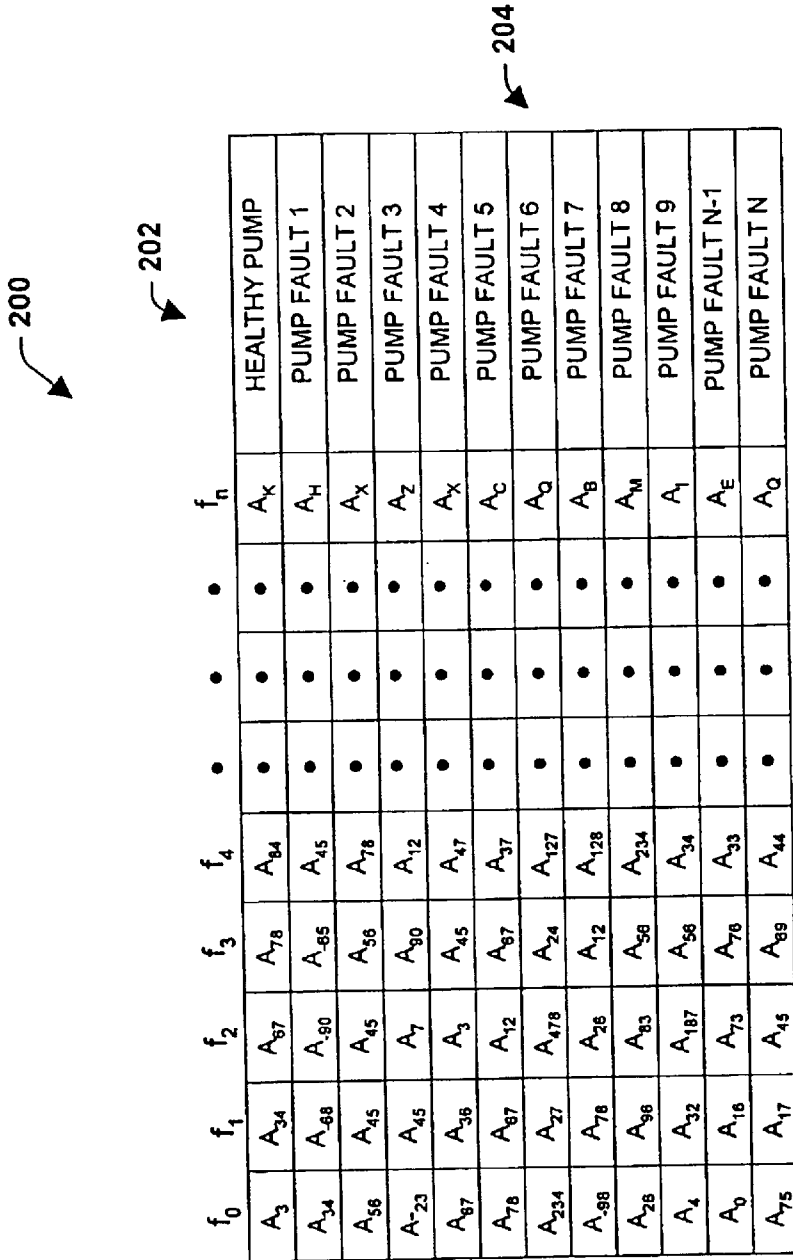 200
202
204
f0 f1 f2 f3 f4 • • • fn
A3 A34 A67 A78 A84 • • • AK HEALTHY PUMP
A34 A-68 A-90 A-65 A45 • • • AH PUMP FAULT 1
A56 A45 A45 A56 A78 • • • AX PUMP FAULT 2
A-23 A45 A7 A90 A12 • • • AZ PUMP FAULT 3
A67 A36 A3 A45 A47 • • • AX PUMP FAULT 4
A78 A67 A12 A67 A37 • • • AC PUMP FAULT 5
A234 A27 A478 A24 A127 • • • AQ PUMP FAULT 6
A-98 A78 A26 A12 A128 • • • AB PUMP FAULT 7
A26 A98 A83 A56 A234 • • • AM PUMP FAULT 8
A4 A32 A187 A56 A34 • • • AI PUMP FAULT 9
A0 A16 A73 A76 A33 • • • AE PUMP FAULT N-1
A75 A17 A45 A89 A44 • • • AQ PUMP FAULT N